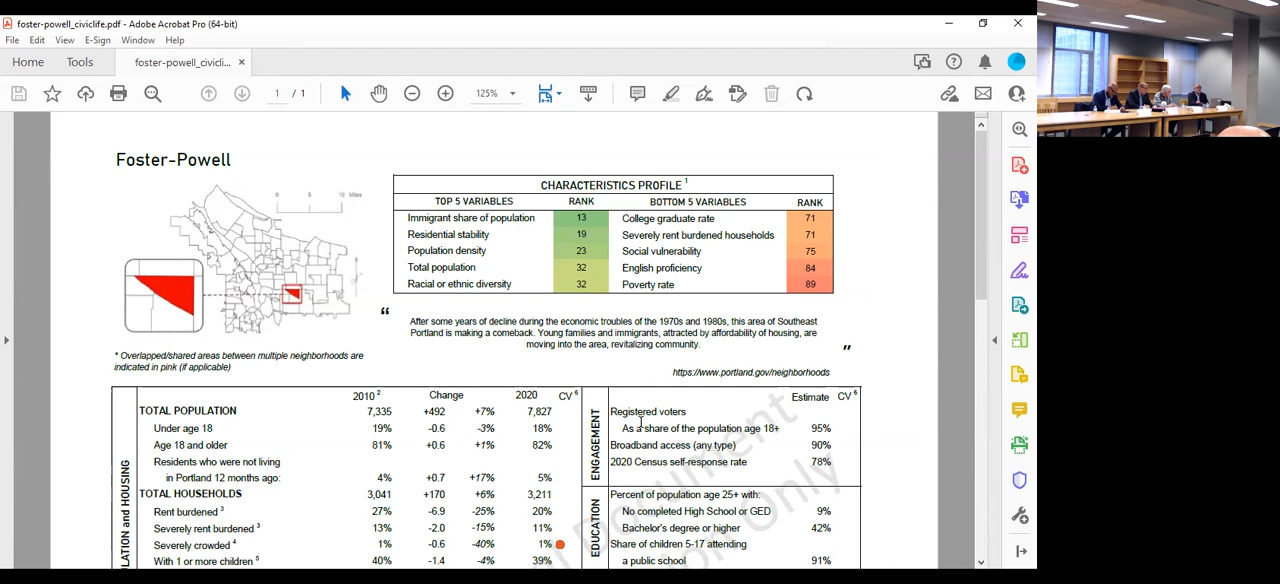 foster-powell_civiclife.pdf - Adobe Acrobat Pro (64-bit)
File Edit View E-Sign Window Help
Home Tools foster-powell_civicli... ×
1 / 1 125%
Foster-Powell
0 5 10 Miles
CHARACTERISTICS PROFILE 1
TOP 5 VARIABLES RANK BOTTOM 5 VARIABLES RANK
Immigrant share of population 13 College graduate rate 71
Residential stability 19 Severely rent burdened households 71
Population density 23 Social vulnerability 75
Total population 32 English proficiency 84
Racial or ethnic diversity 32 Poverty rate 89
“
After some years of decline during the economic troubles of the 1970s and 1980s, this area of Southeast
Portland is making a comeback. Young families and immigrants, attracted by affordability of housing, are
moving into the area, revitalizing community.
”
* Overlapped/shared areas between multiple neighborhoods are
indicated in pink (if applicable)
https://www.portland.gov/neighborhoods
2010 2 Change 2020 CV 6
TOTAL POPULATION 7,335 +492 +7% 7,827
Under age 18 19% -0.6 -3% 18%
Age 18 and older 81% +0.6 +1% 82%
Residents who were not living
in Portland 12 months ago: 4% +0.7 +17% 5%
TOTAL HOUSEHOLDS 3,041 +170 +6% 3,211
Rent burdened 3 27% -6.9 -25% 20%
Severely rent burdened 3 13% -2.0 -15% 11%
Severely crowded 4 1% -0.6 -40% 1%
With 1 or more children 5 40% -1.4 -4% 39%
LATION and HOUSING
Estimate CV 6
ENGAGEMENT
Registered voters
As a share of the population age 18+ 95%
Broadband access (any type) 90%
2020 Census self-response rate 78%
EDUCATION
Percent of population age 25+ with:
No completed High School or GED 9%
Bachelor's degree or higher 42%
Share of children 5-17 attending
a public school 91%
Document
Only